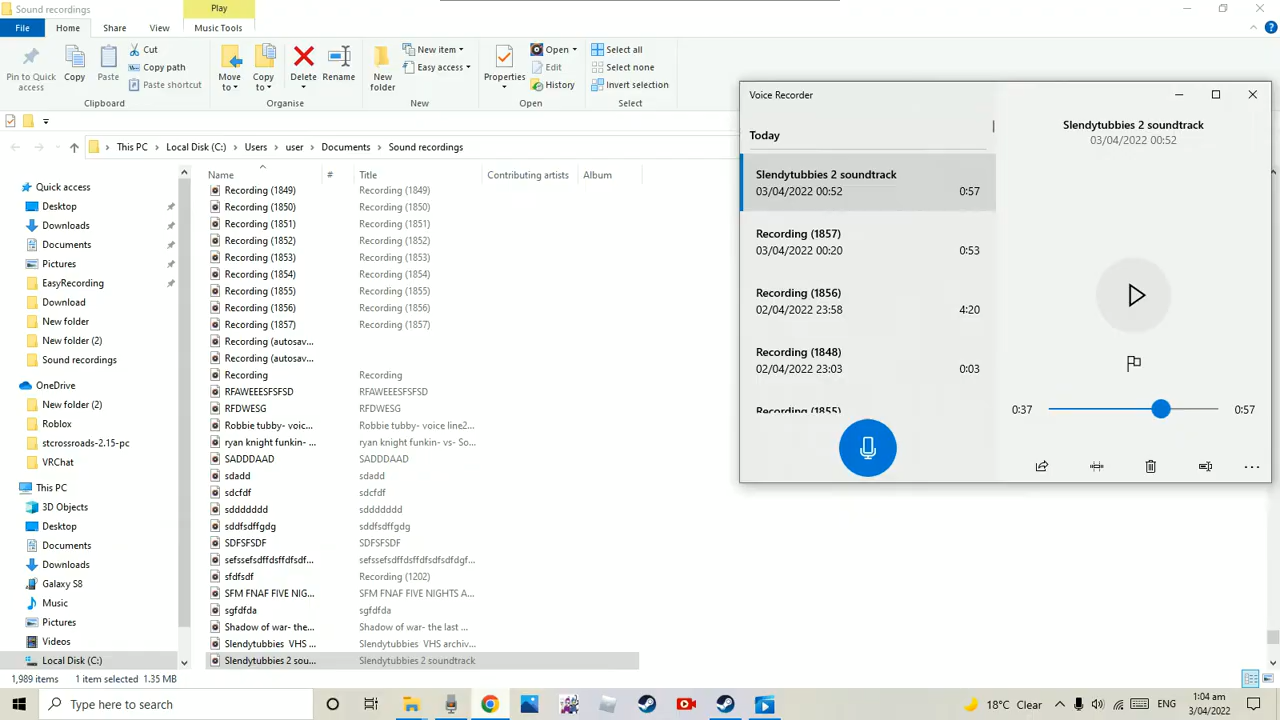 Sound recordings
Play
File
Home
Share
View
Music Tools
Pin to Quick access
Copy
Paste
Cut
Copy path
Paste shortcut
Clipboard
Move to
Copy to
Delete
Rename
Organise
New folder
New item
Easy access
New
Properties
Open
Edit
History
Open
Select all
Select none
Invert selection
Select
This PC > Local Disk (C:) > Users > user > Documents > Sound recordings
Quick access
Desktop
Downloads
Documents
Pictures
EasyRecording
Download
New folder
New folder (2)
Sound recordings
OneDrive
New folder (2)
Roblox
stcrossroads-2.15-pc
VRChat
This PC
3D Objects
Desktop
Documents
Downloads
Galaxy S8
Music
Pictures
Videos
Local Disk (C:)
Name # Title Contributing artists Album
Recording (1849) Recording (1849)
Recording (1850) Recording (1850)
Recording (1851) Recording (1851)
Recording (1852) Recording (1852)
Recording (1853) Recording (1853)
Recording (1854) Recording (1854)
Recording (1855) Recording (1855)
Recording (1856) Recording (1856)
Recording (1857) Recording (1857)
Recording (autosav...
Recording (autosav...
Recording Recording
RFAWEEESFSFSD RFAWEEESFSFSD
RFDWESG RFDWESG
Robbie tubby- voic... Robbie tubby- voice line2...
ryan knight funkin- ... ryan knight funkin- vs- So...
SADDDAAD SADDDAAD
sdadd sdadd
sdcfdf sdcfdf
sddddddd sddddddd
sddfsdffgdg sddfsdffgdg
SDFSFSDF SDFSFSDF
sfdfsdf Recording (1202)
SFM FNAF FIVE NIG... SFM FNAF FIVE NIGHTS A...
sgfdfda sgfdfda
Shadow of war- the... Shadow of war- the last ...
Slendytubbies VHS ... Slendytubbies VHS archiv...
Slendytubbies 2 sou... Slendytubbies 2 soundtrack
1,989 items 1 item selected 1.35 MB
Voice Recorder
Today
Slendytubbies 2 soundtrack
03/04/2022 00:52 0:57
Recording (1857)
03/04/2022 00:20 0:53
Recording (1856)
02/04/2022 23:58 4:20
Recording (1848)
02/04/2022 23:03 0:03
Recording (1855)
Slendytubbies 2 soundtrack
03/04/2022 00:52
0:37 0:57
Type here to search
18°C Clear
ENG
1:04 am
3/04/2022